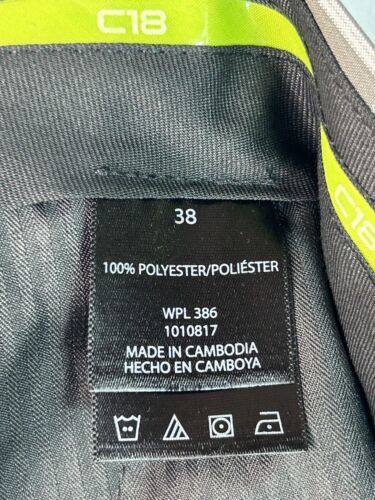 C18
C18
38
100% POLYESTER/POLIÉSTER
WPL 386
1010817
MADE IN CAMBODIA
HECHO EN CAMBOYA